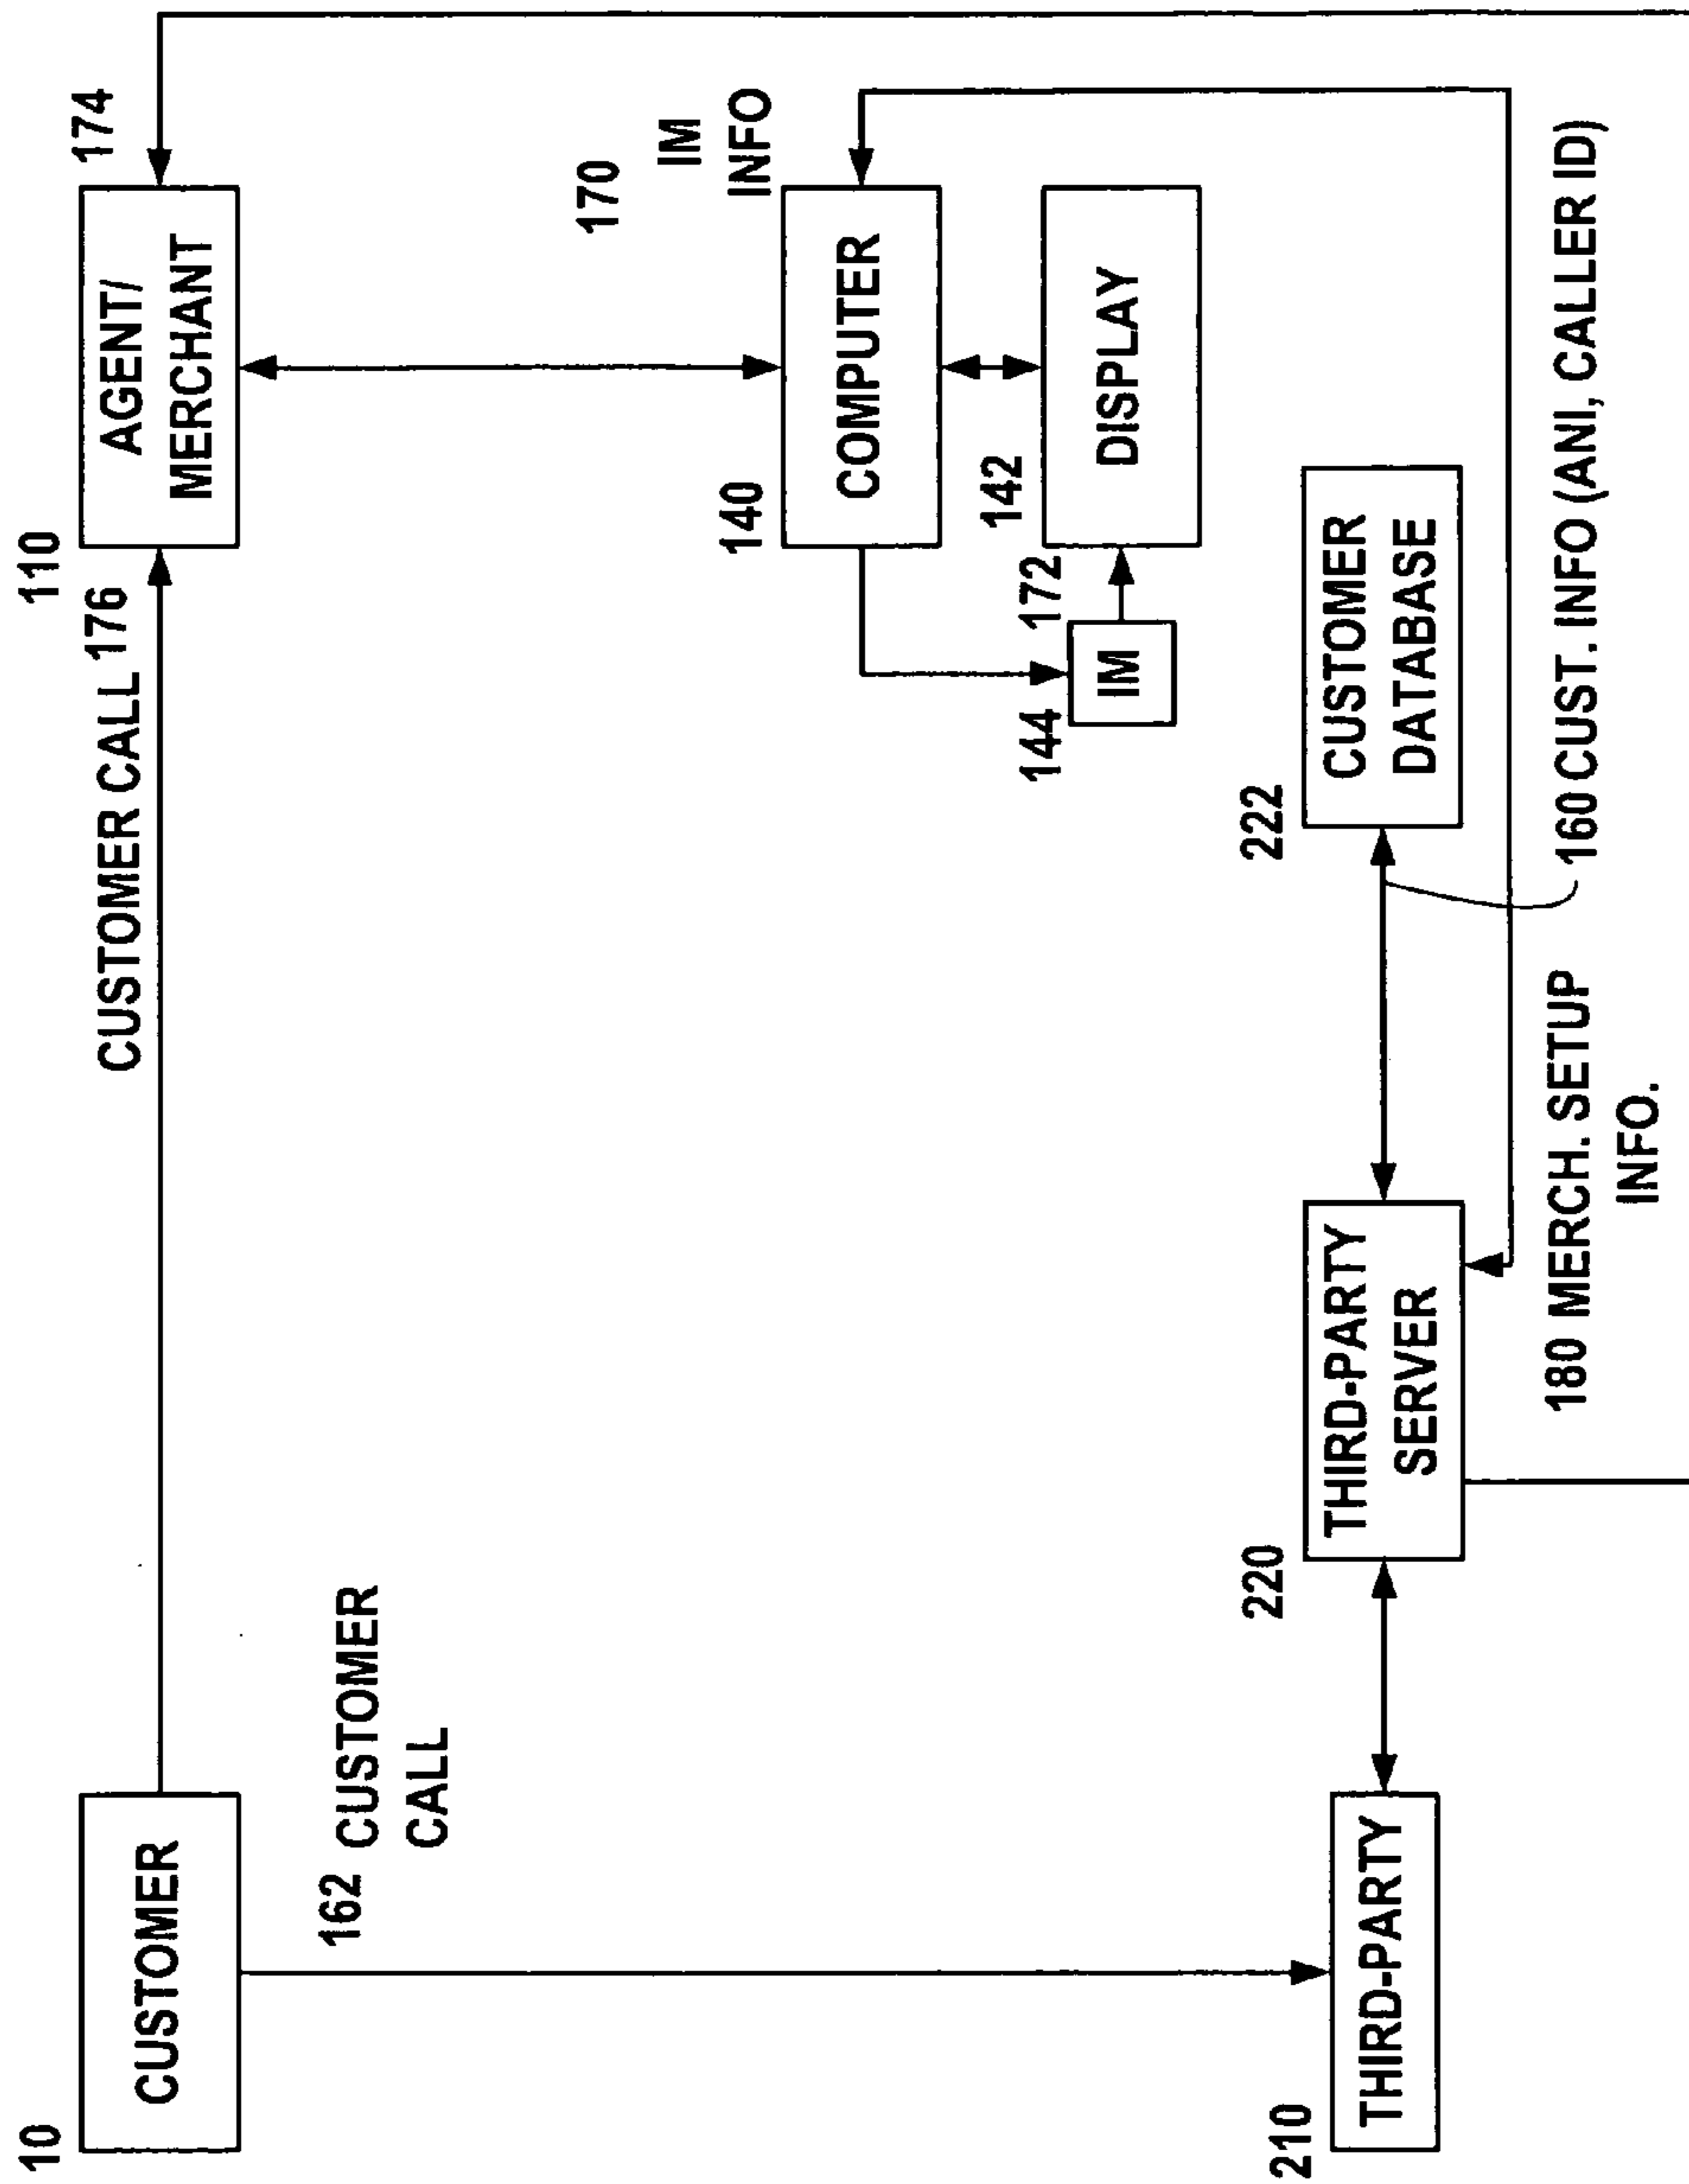 10
CUSTOMER
162 CUSTOMER
CALL
CUSTOMER CALL 176
110
AGENT/
MERCHANT
174
170
IM
INFO
140
COMPUTER
142
DISPLAY
144
IM
172
210
THIRD-PARTY
220
THIRD-PARTY
SERVER
222
CUSTOMER
DATABASE
180 MERCH. SETUP
INFO.
160 CUST. INFO (ANI, CALLER ID)